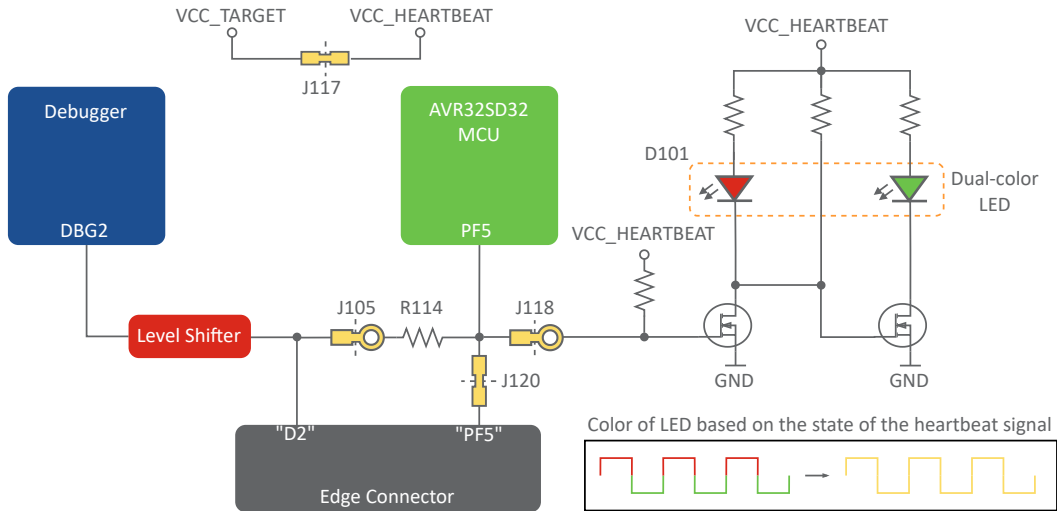 VCC_TARGET
VCC_HEARTBEAT
J117
VCC_HEARTBEAT
Debugger
DBG2
AVR32SD32
MCU
PF5
D101
Dual-color
LED
VCC_HEARTBEAT
J105
R114
J118
Level Shifter
J120
GND
GND
"D2"
"PF5"
Edge Connector
Color of LED based on the state of the heartbeat signal